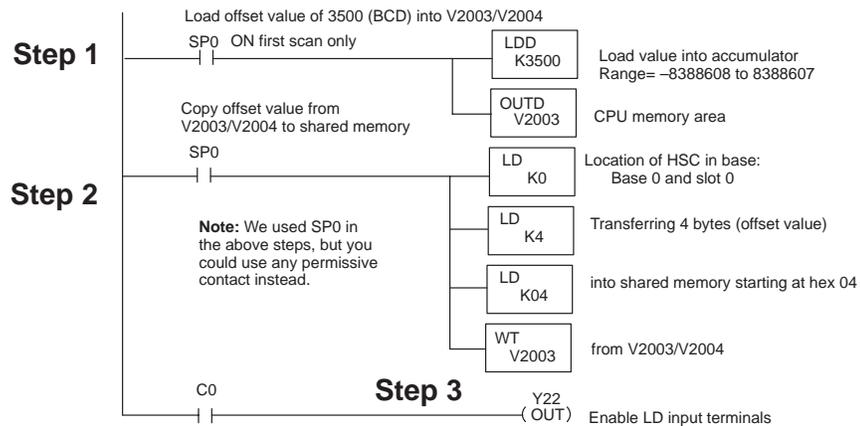 Load offset value of 3500 (BCD) into V2003/V2004
Step 1
SP0 ON first scan only
LDD
K3500
Load value into accumulator
Range= –8388608 to 8388607
OUTD
V2003
CPU memory area
Copy offset value from
V2003/V2004 to shared memory
SP0
Step 2
LD
K0
Location of HSC in base:
Base 0 and slot 0
Note: We used SP0 in
the above steps, but you
could use any permissive
contact instead.
LD
K4
Transferring 4 bytes (offset value)
LD
K04
into shared memory starting at hex 04
WT
V2003
from V2003/V2004
Step 3
C0
Y22
( OUT )
Enable LD input terminals